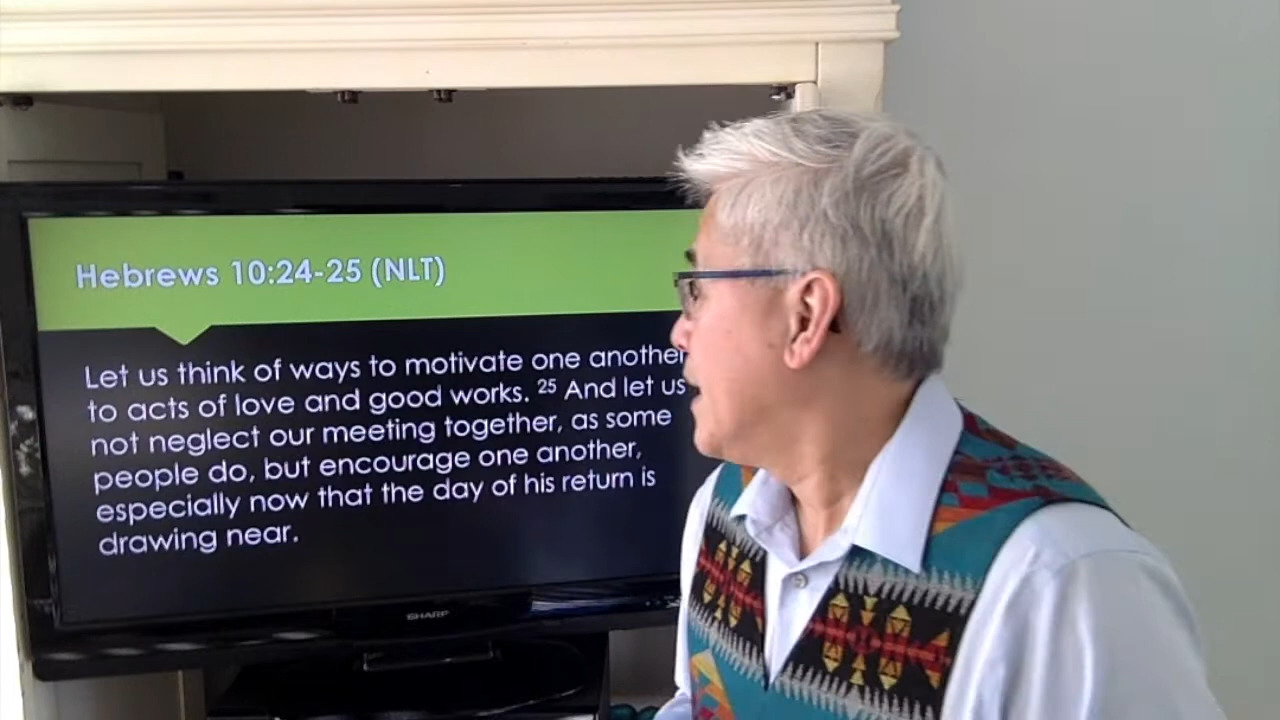 Hebrews 10:24-25 (NLT)
Let us think of ways to motivate one another
to acts of love and good works. 25 And let us
not neglect our meeting together, as some
people do, but encourage one another,
especially now that the day of his return is
drawing near.
SHARP